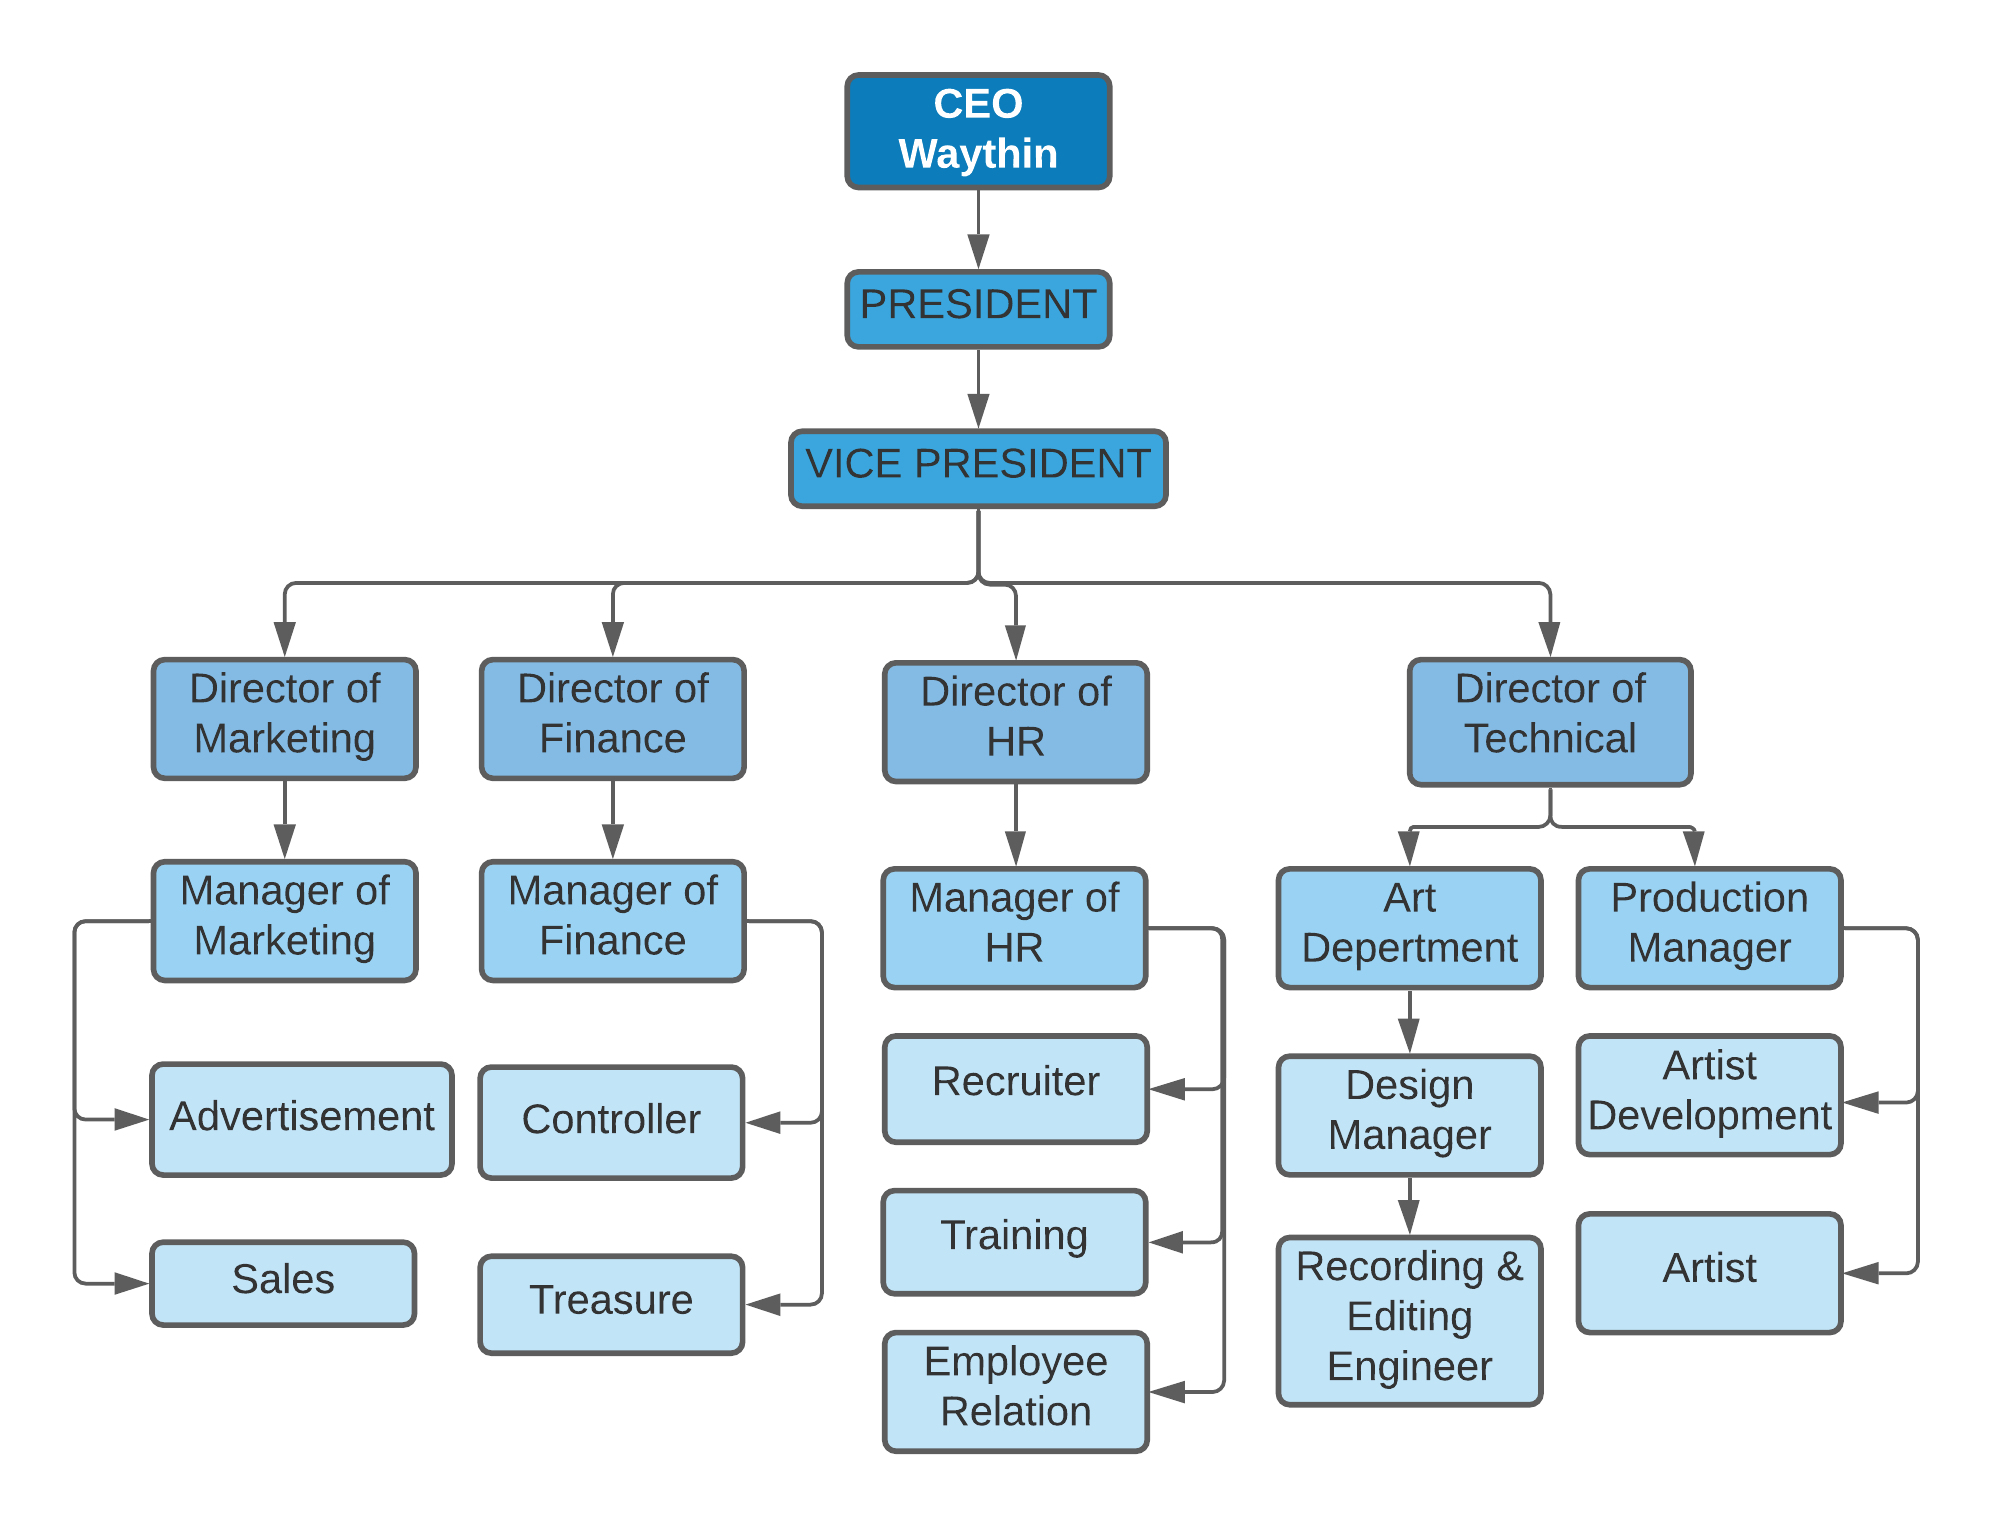 CEO
Waythin
PRESIDENT
VICE PRESIDENT
Director of
Marketing
Director of
Finance
Director of
HR
Director of
Technical
Manager of
Marketing
Manager of
Finance
Manager of
HR
Art
Depertment
Production
Manager
Advertisement
Controller
Recruiter
Design
Manager
Artist
Development
Sales
Treasure
Training
Recording &
Editing
Engineer
Artist
Employee
Relation